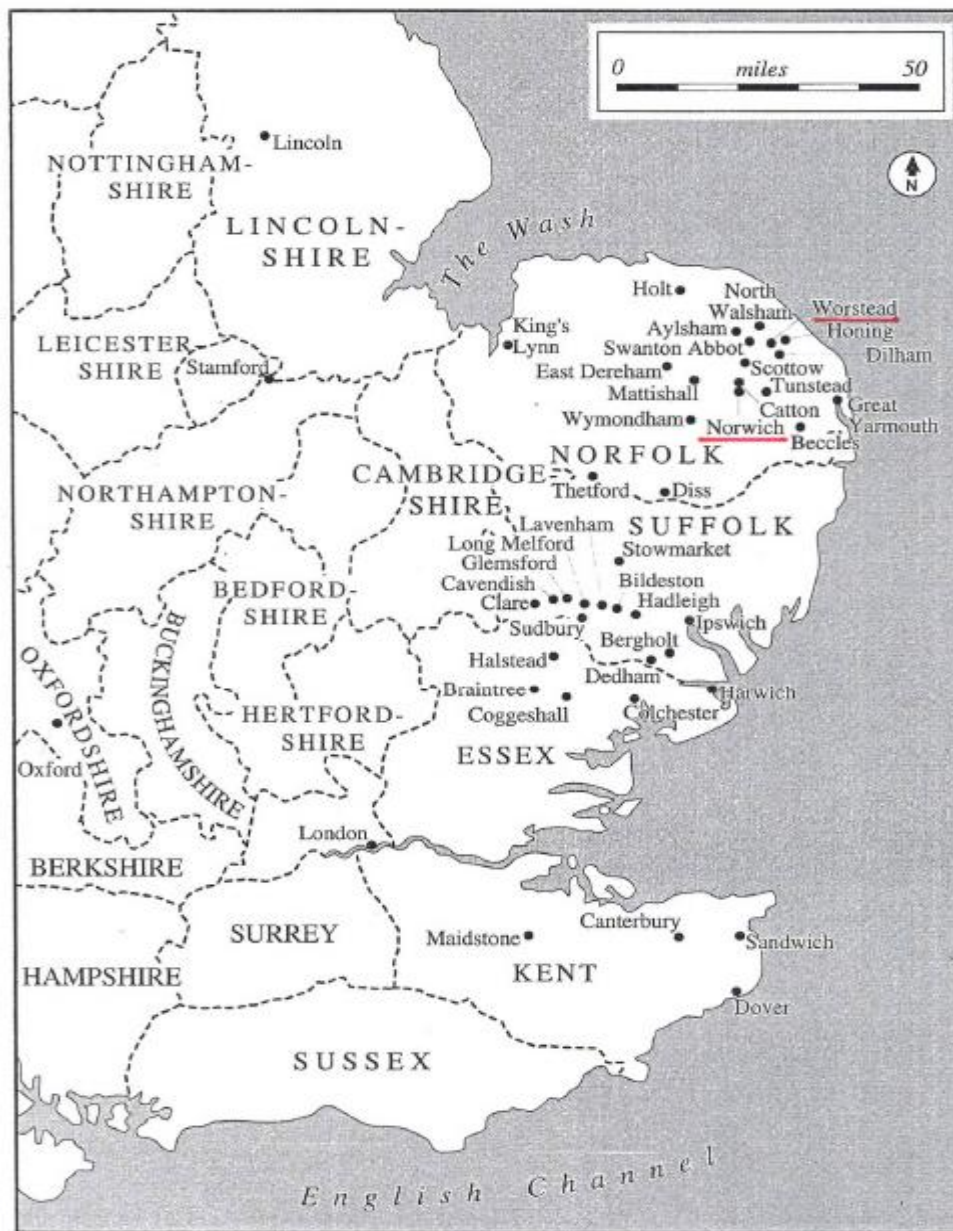 0 miles 50
N
Lincoln
NOTTINGHAM-
SHIRE
LINCOLN-
SHIRE
The Wash
Holt
North
Walsham
Worstead
Aylsham
Honing
King's
Lynn
Swanton Abbot
Dilham
LEICESTER
SHIRE
Stamford
East Dereham
Scottow
Mattishall
Tunstead
Wymondham
Catton
Great
Yarmouth
Norwich
Beccles
NORFOLK
CAMBRIDGE
SHIRE
Thetford
Diss
NORTHAMPTON-
SHIRE
Lavenham
SUFFOLK
Long Melford
Stowmarket
Glemsford
Bildeston
Cavendish
Hadleigh
Clare
BEDFORD-
SHIRE
Sudbury
Ipswich
Bergholt
BUCKINGHAMSHIRE
OXFORDSHIRE
Halstead
Dedham
Braintree
Harwich
Coggeshall
Colchester
HERTFORD-
SHIRE
ESSEX
Oxford
London
BERKSHIRE
Canterbury
SURREY
Maidstone
Sandwich
HAMPSHIRE
KENT
Dover
SUSSEX
English Channel